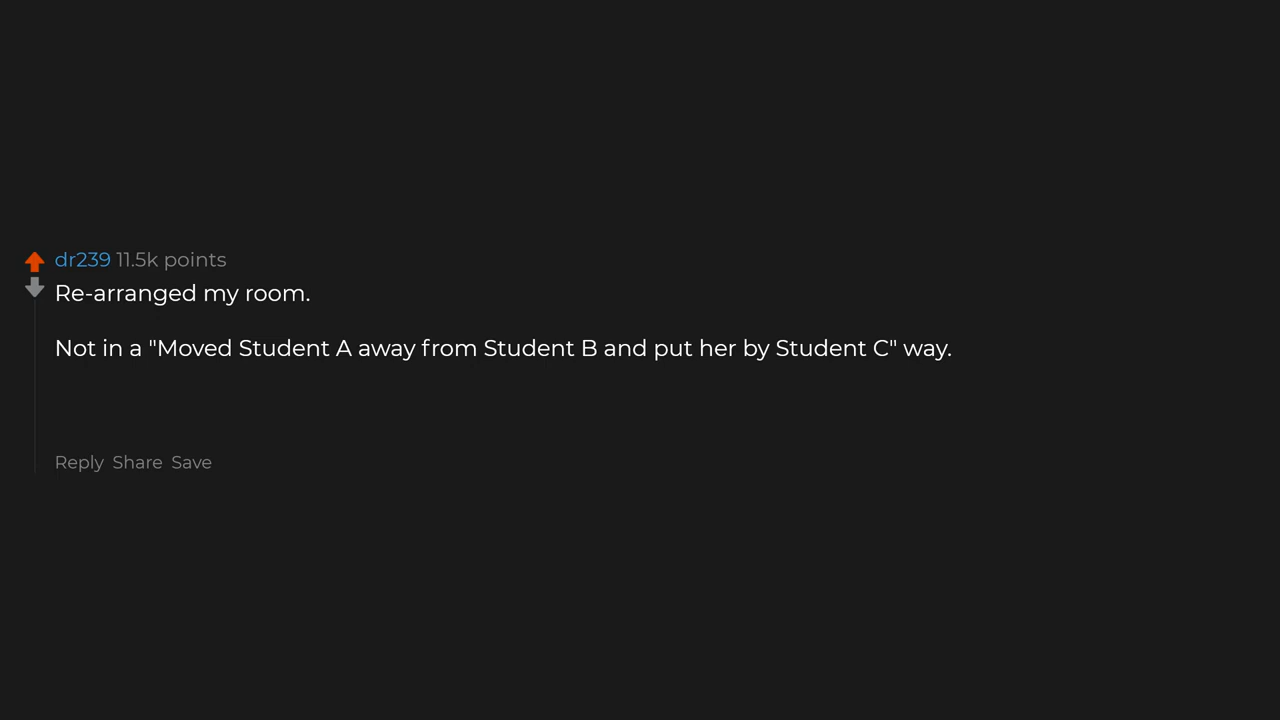 dr239 11.5k points
Re-arranged my room.
Not in a "Moved Student A away from Student B and put her by Student C" way.
Reply Share Save